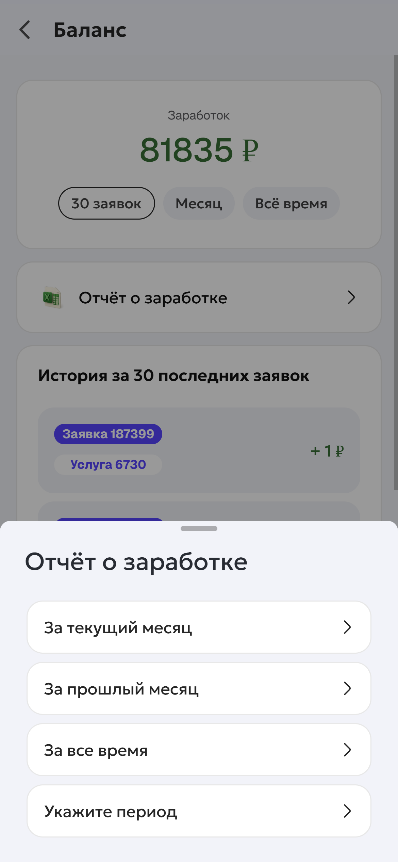 Баланс
Заработок
81835 ₽
30 заявок
Месяц
Всё время
Отчёт о заработке
История за 30 последних заявок
Заявка 187399
+ 1 ₽
Услуга 6730
Отчёт о заработке
За текущий месяц
За прошлый месяц
За все время
Укажите период